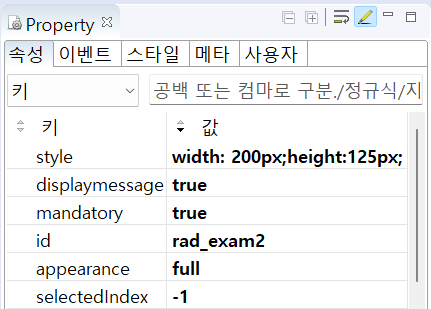 Property
속성 이벤트 스타일 메타 사용자
키 공백 또는 컴마로 구분./정규식/지
키 값
style width: 200px;height:125px;
displaymessage true
mandatory true
id rad_exam2
appearance full
selectedIndex -1